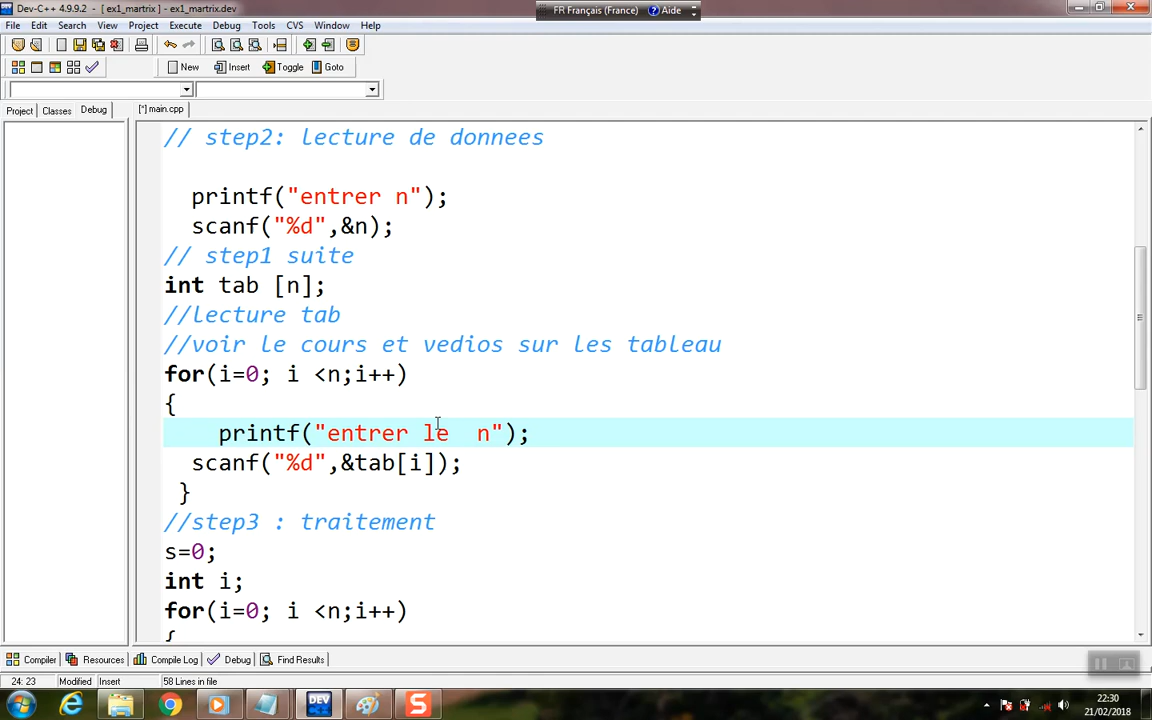 Dev-C++ 4.9.9.2 - [ ex1_martrix ] - ex1_martrix.dev
FR Français (France) Aide
File Edit Search View Project Execute Debug Tools CVS Window Help
New Insert Toggle Goto
Project Classes Debug [*] main.cpp
// step2: lecture de donnees
printf("entrer n");
scanf("%d",&n);
// step1 suite
int tab [n];
//lecture tab
//voir le cours et vedios sur les tableau
for(i=0; i <n;i++)
{
printf("entrer le  n");
scanf("%d",&tab[i]);
}
//step3 : traitement
s=0;
int i;
for(i=0; i <n;i++)
{
Compiler Resources Compile Log Debug Find Results
24: 23 Modified Insert 58 Lines in file
DEV S 22:30
21/02/2018